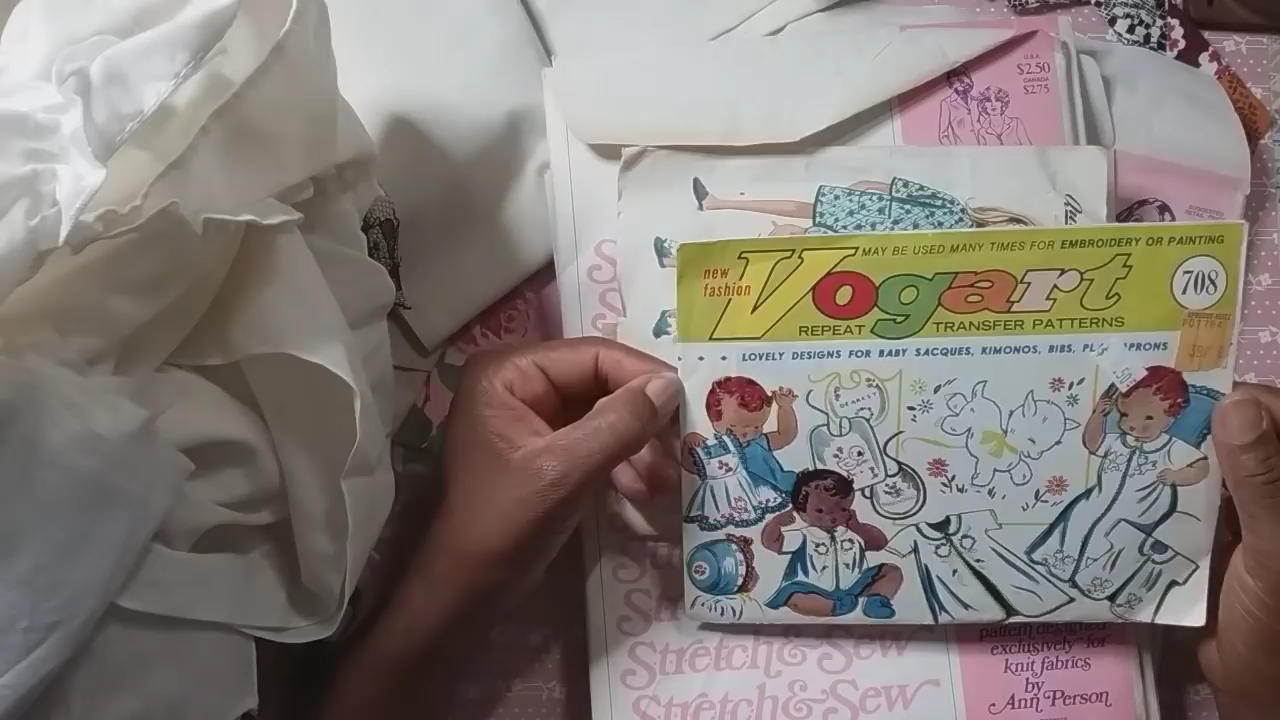 U.S.A.
$2.50
CANADA
$2.75
SUGGESTED
MAY BE USED MANY TIMES FOR EMBROIDERY OR PAINTING
new
fashion
Vogart
708
REPEAT TRANSFER PATTERNS
LOVELY DESIGNS FOR BABY SACQUES, KIMONOS, BIBS,
DEAREST
Stretch & Sew
Stretch & Sew
pattern designed
exclusively for
knit fabrics
by
Ann Person